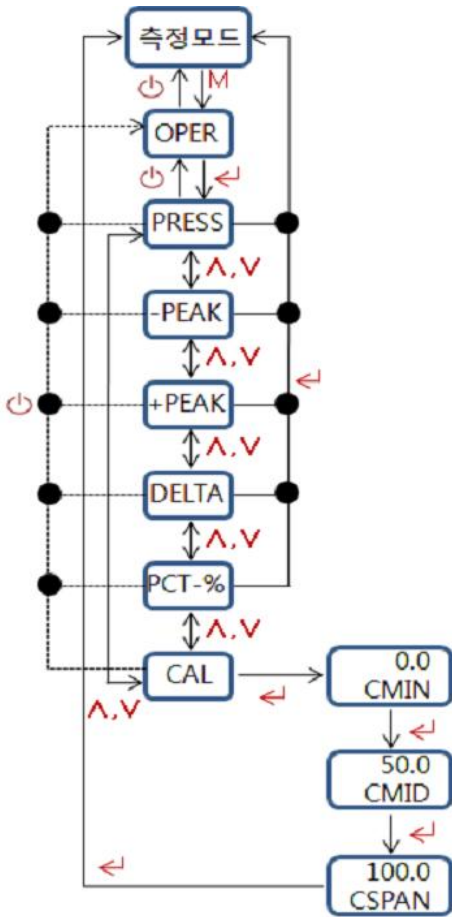 측정모드
M
OPER
PRESS
∧,∨
-PEAK
∧,∨
+PEAK
∧,∨
DELTA
∧,∨
PCT-%
∧,∨
CAL
∧,∨
0.0
CMIN
50.0
CMID
100.0
CSPAN